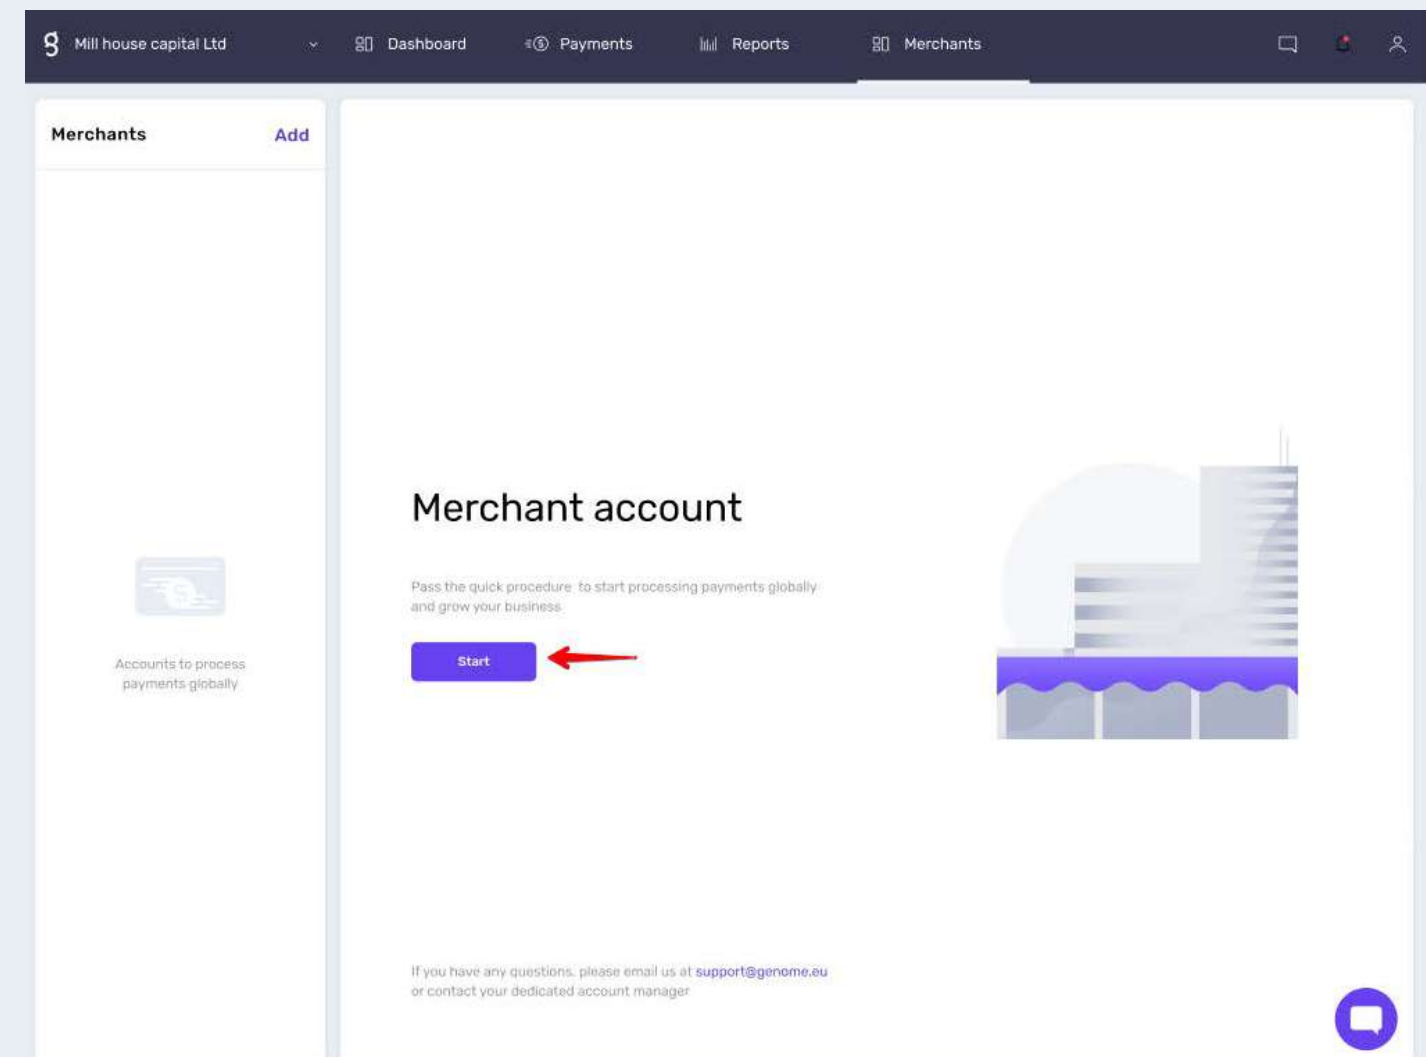 g Mill house capital Ltd Dashboard Payments Reports Merchants
Merchants Add
Accounts to process
payments globally
Merchant account
Pass the quick procedure to start processing payments globally
and grow your business
Start
If you have any questions, please email us at support@genome.eu
or contact your dedicated account manager